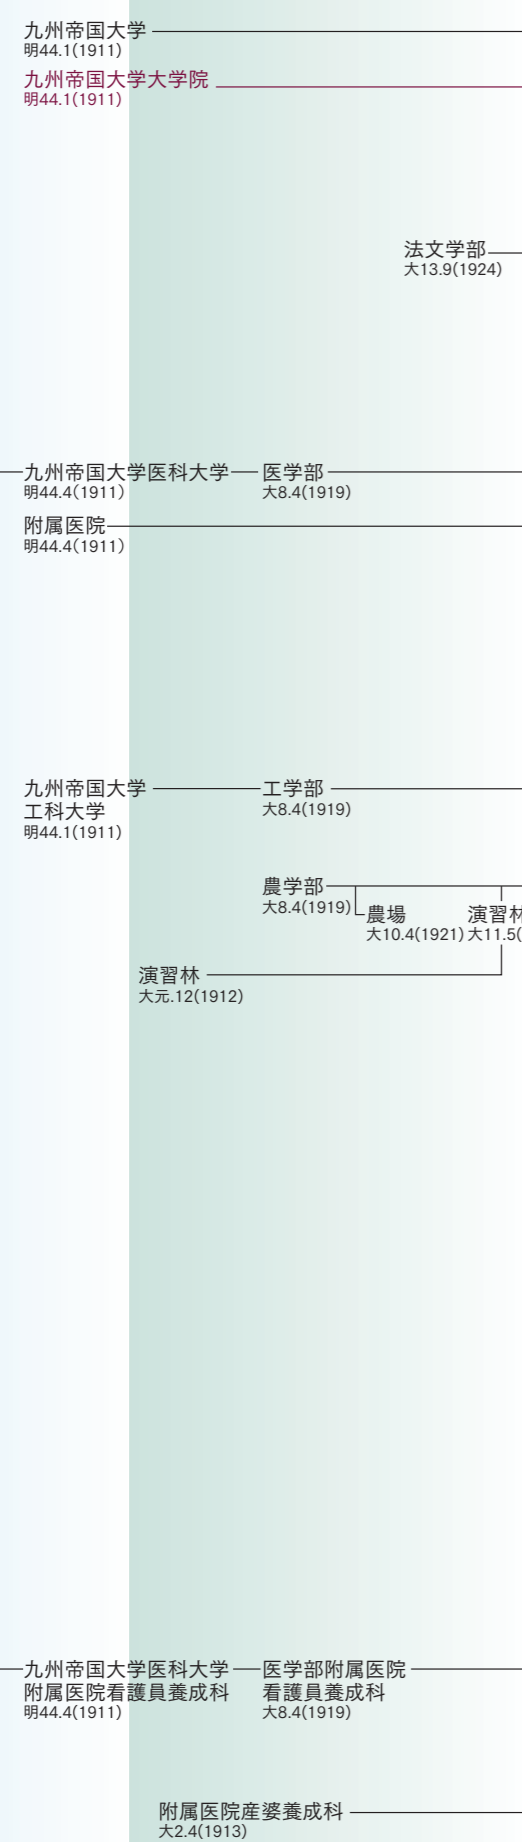 九州帝国大学
明44.1(1911)
九州帝国大学大学院
明44.1(1911)
法文学部
大13.9(1924)
九州帝国大学医科大学
明44.4(1911)
医学部
大8.4(1919)
附属医院
明44.4(1911)
九州帝国大学
工科大学
明44.1(1911)
工学部
大8.4(1919)
農学部
大8.4(1919)
農場
大10.4(1921)
演習林
大11.5(
演習林
大元.12(1912)
九州帝国大学医科大学
附属医院看護員養成科
明44.4(1911)
医学部附属医院
看護員養成科
大8.4(1919)
附属医院産婆養成科
大2.4(1913)